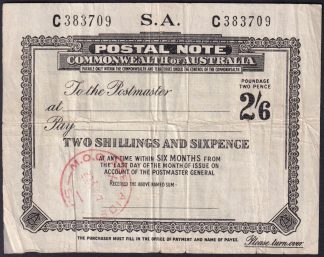 C 383709 S.A. C 383709
POSTAL NOTE
COMMONWEALTH OF AUSTRALIA
PAYABLE ONLY WITHIN THE COMMONWEALTH AND TERRITORIES UNDER THE CONTROL OF THE COMMONWEALTH
POUNDAGE
TWO PENCE
To the Postmaster
2/6
at
Pay
TWO SHILLINGS AND SIXPENCE
AT ANY TIME WITHIN SIX MONTHS FROM
THE LAST DAY OF THE MONTH OF ISSUE ON
ACCOUNT OF THE POSTMASTER GENERAL
RECEIVED THE ABOVE NAMED SUM
M.O.
THE PURCHASER MUST FILL IN THE OFFICE OF PAYMENT AND NAME OF PAYEE.
Please turn over